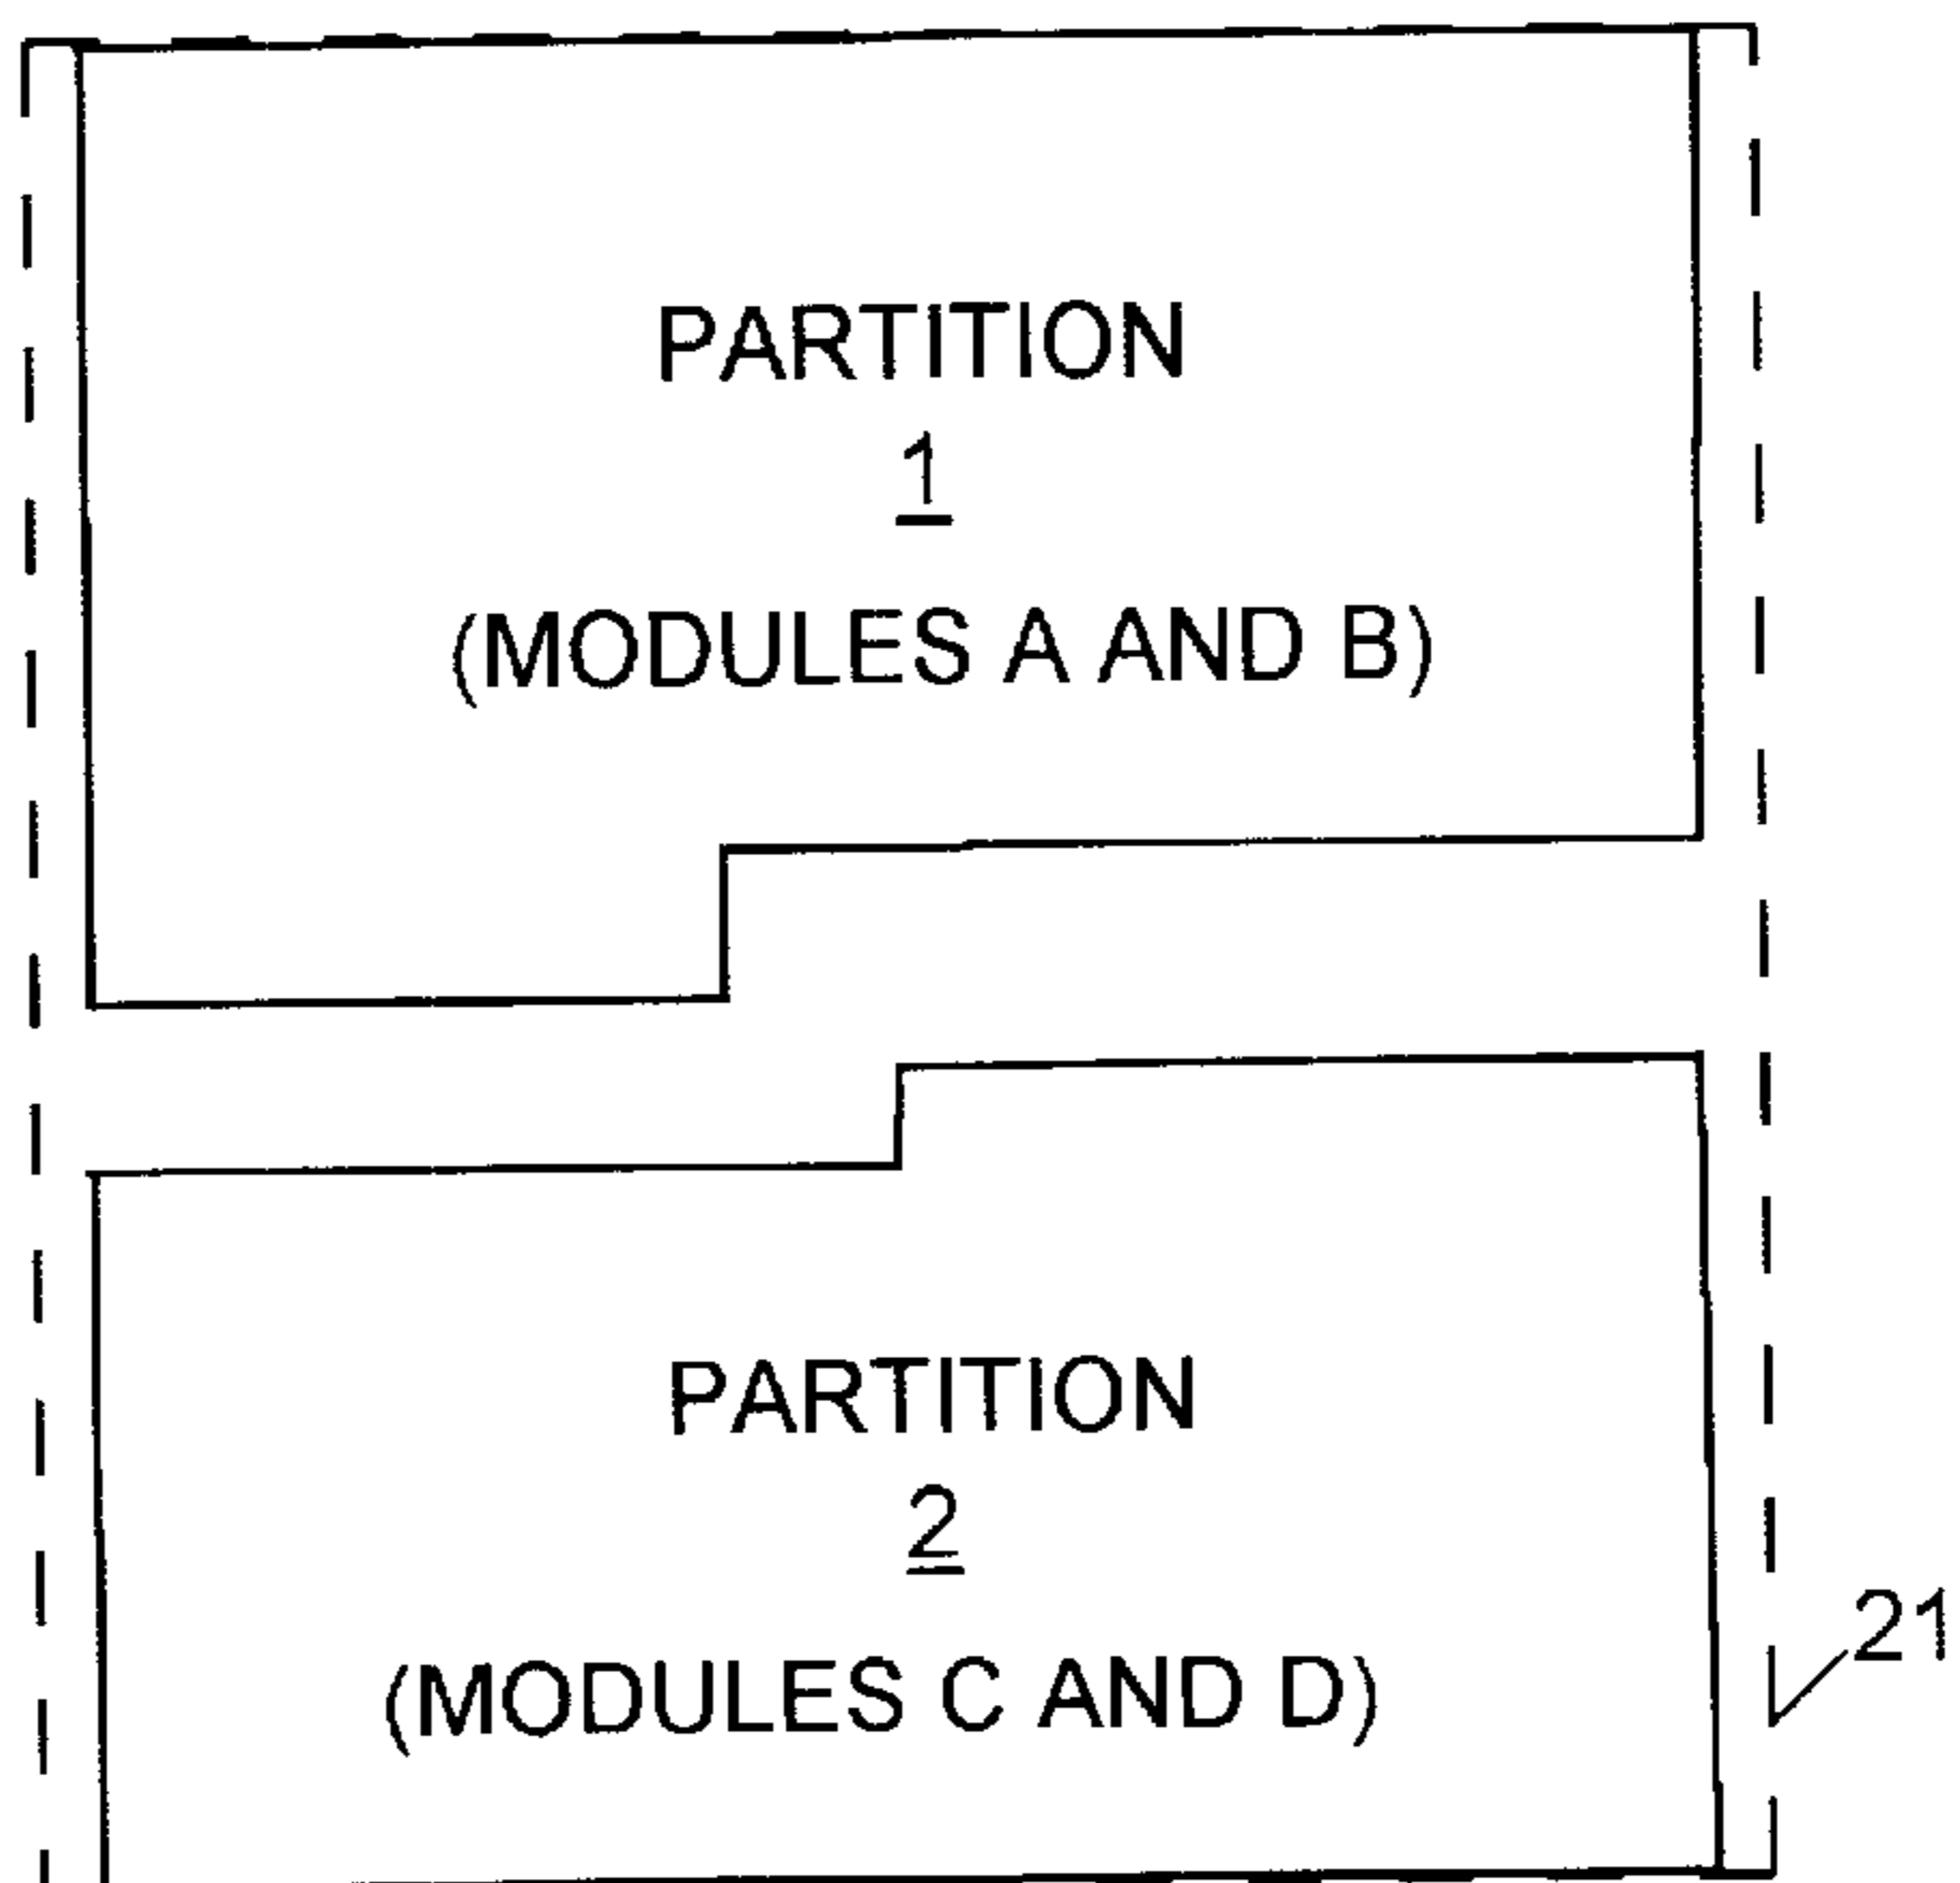 PARTITION
1
(MODULES A AND B)
PARTITION
2
(MODULES C AND D)
21